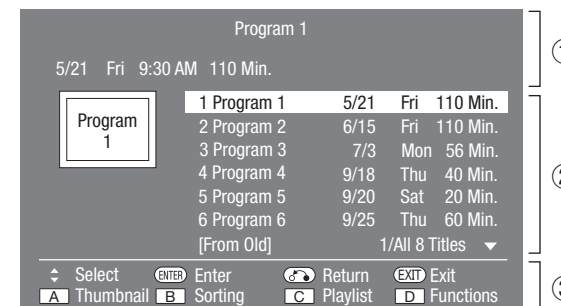 Program 1
5/21 Fri 9:30 AM 110 Min.
Program
1
1 Program 1 5/21 Fri 110 Min.
2 Program 2 6/15 Fri 110 Min.
3 Program 3 7/3 Mon 56 Min.
4 Program 4 9/18 Thu 40 Min.
5 Program 5 9/20 Sat 20 Min.
6 Program 6 9/25 Thu 60 Min.
[From Old] 1/All 8 Titles ▼
Select ENTER Enter Return EXIT Exit
A Thumbnail B Sorting C Playlist D Functions